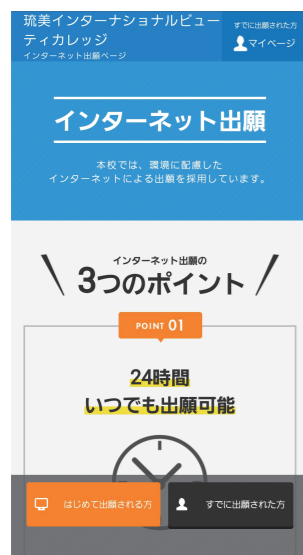 琉美インターナショナルビュー
ティカレッジ
インターネット出願ページ
すでに出願された方
マイページ
インターネット出願
本校では、環境に配慮した
インターネットによる出願を採用しています。
インターネット出願の
3つのポイント
POINT 01
24時間
いつでも出願可能
はじめて出願される方
すでに出願された方